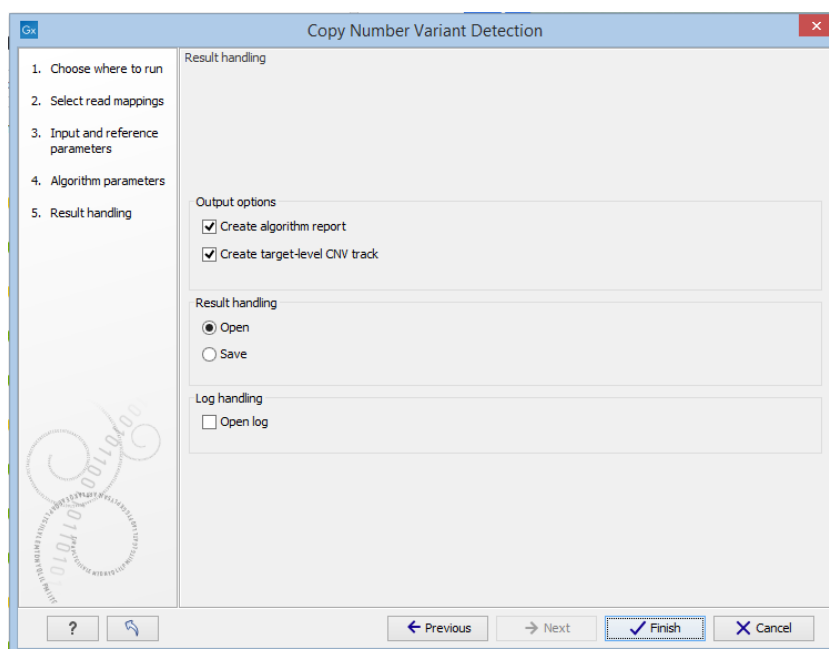 Gx
Copy Number Variant Detection
1. Choose where to run
2. Select read mappings
3. Input and reference
parameters
4. Algorithm parameters
5. Result handling
Result handling
Output options
Create algorithm report
Create target-level CNV track
Result handling
Open
Save
Log handling
Open log
?
Previous
Next
Finish
Cancel